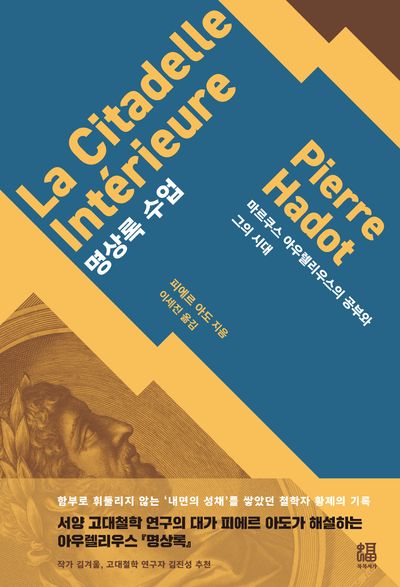 La Citadelle
Intérieure
명상록 수업
Pierre
Hadot
마르쿠스 아우렐리우스의 공부와
그의 시대
피에르 아도 지음
이세진 옮김
함부로 휘둘리지 않는 ‘내면의 성채’를 쌓았던 철학자 황제의 기록
서양 고대철학 연구의 대가 피에르 아도가 해설하는
아우렐리우스 『명상록』
작가 김겨울, 고대철학 연구자 김진성 추천
복복서가